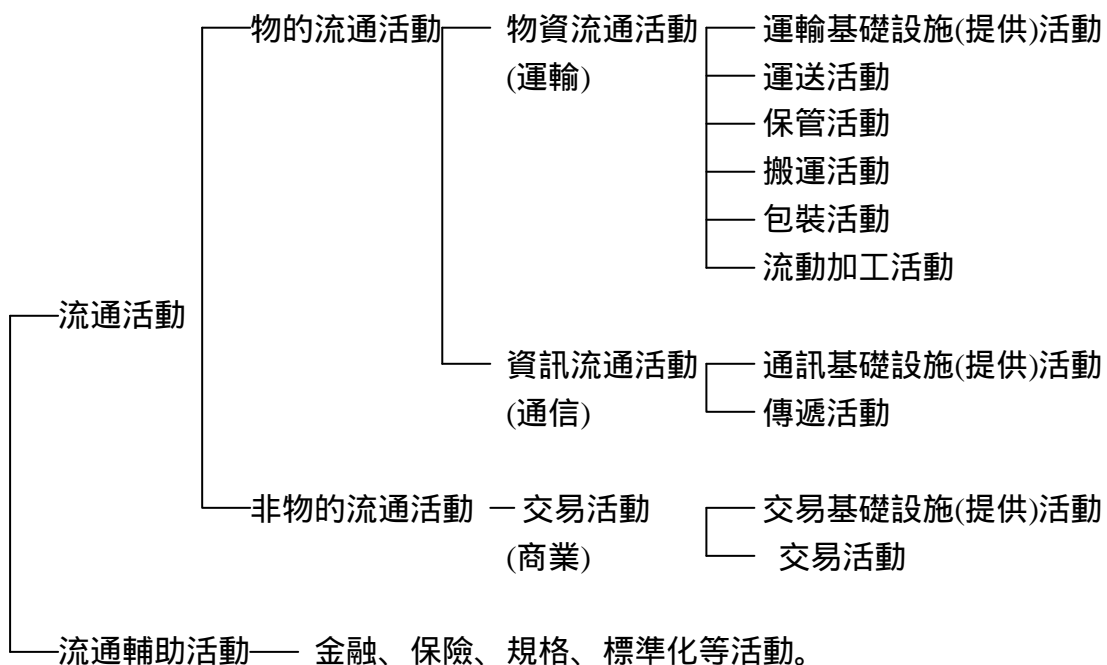 物的流通活動 物資流通活動 運輸基礎設施(提供)活動
(運輸) 運送活動
保管活動
搬運活動
包裝活動
流動加工活動
流通活動
資訊流通活動 通訊基礎設施(提供)活動
(通信) 傳遞活動
非物的流通活動 交易活動 交易基礎設施(提供)活動
(商業) 交易活動
流通輔助活動 金融、保險、規格、標準化等活動。